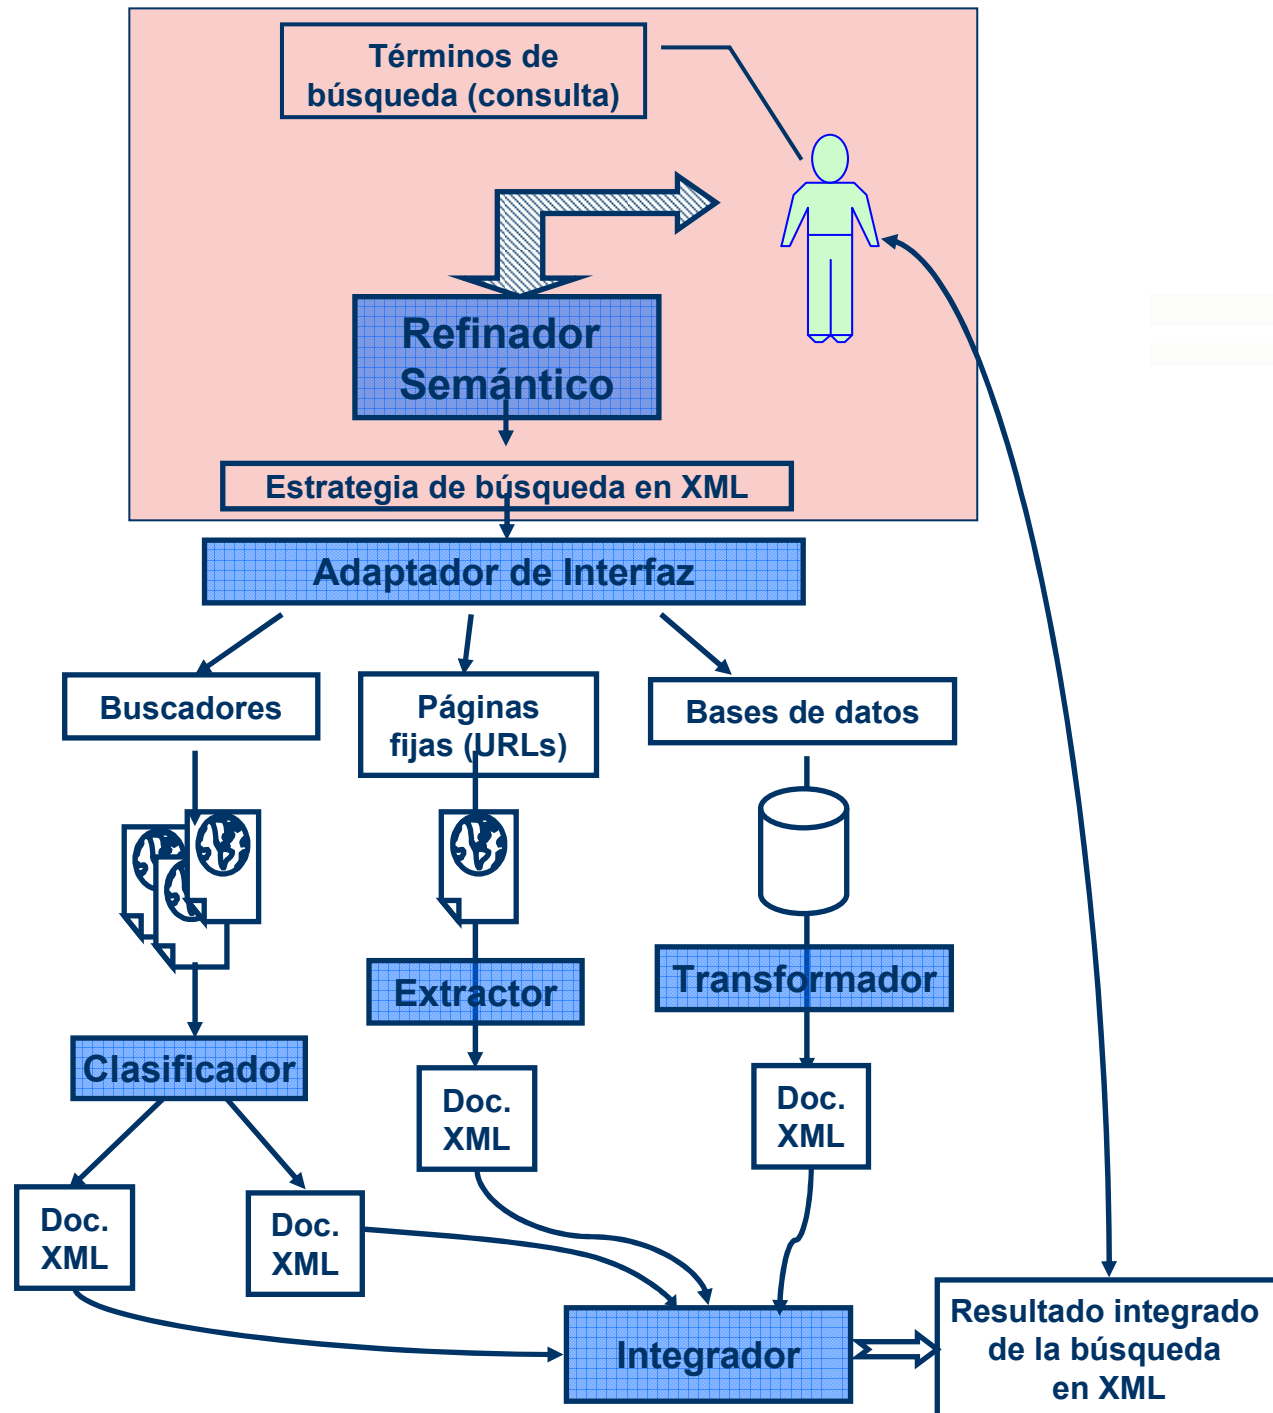 Términos de
búsqueda (consulta)
Refinador
Semántico
Estrategia de búsqueda en XML
Adaptador de Interfaz
Buscadores
Páginas
fijas (URLs)
Bases de datos
Extractor
Transformador
Clasificador
Doc.
XML
Doc.
XML
Doc.
XML
Doc.
XML
Integrador
Resultado integrado
de la búsqueda
en XML